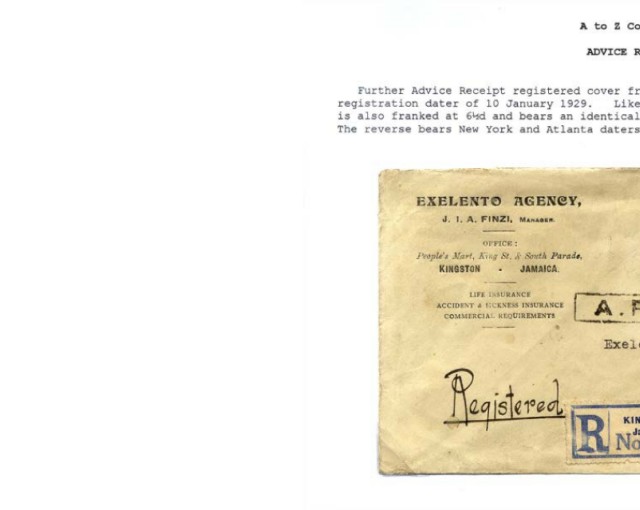 A to Z Co
ADVICE R
Further Advice Receipt registered cover fr
registration dater of 10 January 1929. Like
is also franked at 6½d and bears an identical
The reverse bears New York and Atlanta daters
EXELENTO AGENCY,
J. I. A. FINZI, MANAGER.
OFFICE:
People's Mart, King St. & South Parade,
KINGSTON - JAMAICA.
LIFE INSURANCE
ACCIDENT & SICKNESS INSURANCE
COMMERCIAL REQUIREMENTS
A.
Exel
Registered
R
KIN
No